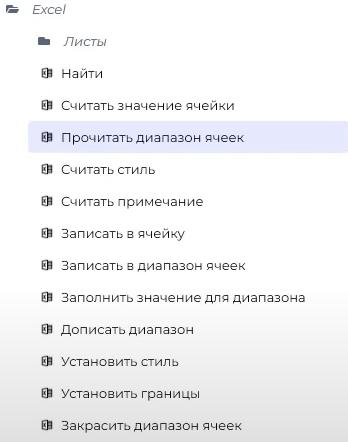 Excel
Листы
Найти
Считать значение ячейки
Прочитать диапазон ячеек
Считать стиль
Считать примечание
Записать в ячейку
Записать в диапазон ячеек
Заполнить значение для диапазона
Дописать диапазон
Установить стиль
Установить границы
Закрасить диапазон ячеек